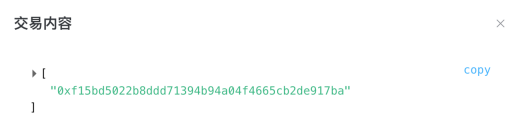 交易内容
copy
[
"0xf15bd5022b8ddd71394b94a04f4665cb2de917ba"
]